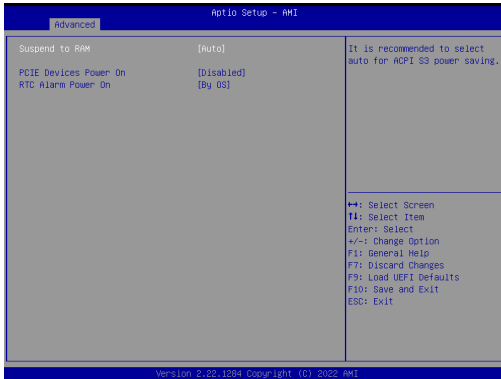 Aptio Setup - AMI
Advanced
Suspend to RAM [Auto]
PCIE Devices Power On [Disabled]
RTC Alarm Power On [By OS]
It is recommended to select
auto for ACPI S3 power saving.
↔: Select Screen
↑↓: Select Item
Enter: Select
+/-: Change Option
F1: General Help
F7: Discard Changes
F9: Load UEFI Defaults
F10: Save and Exit
ESC: Exit
Version 2.22.1284 Copyright (C) 2022 AMI